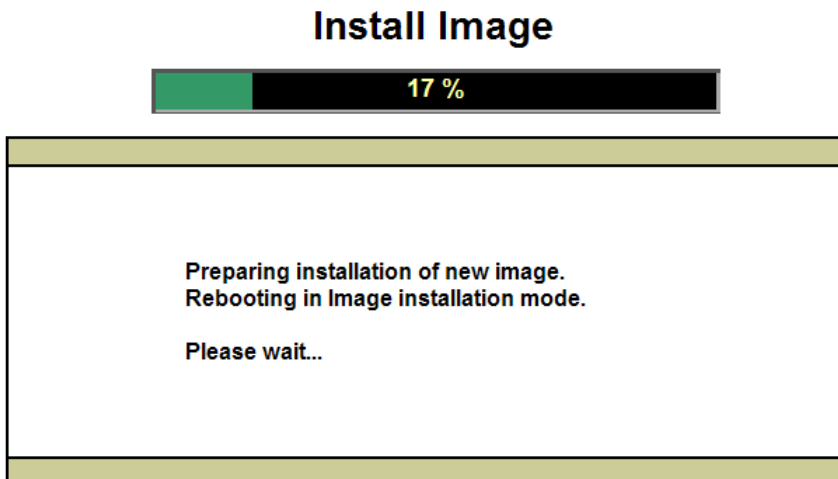 Install Image
17 %
Preparing installation of new image.
Rebooting in Image installation mode.
Please wait...